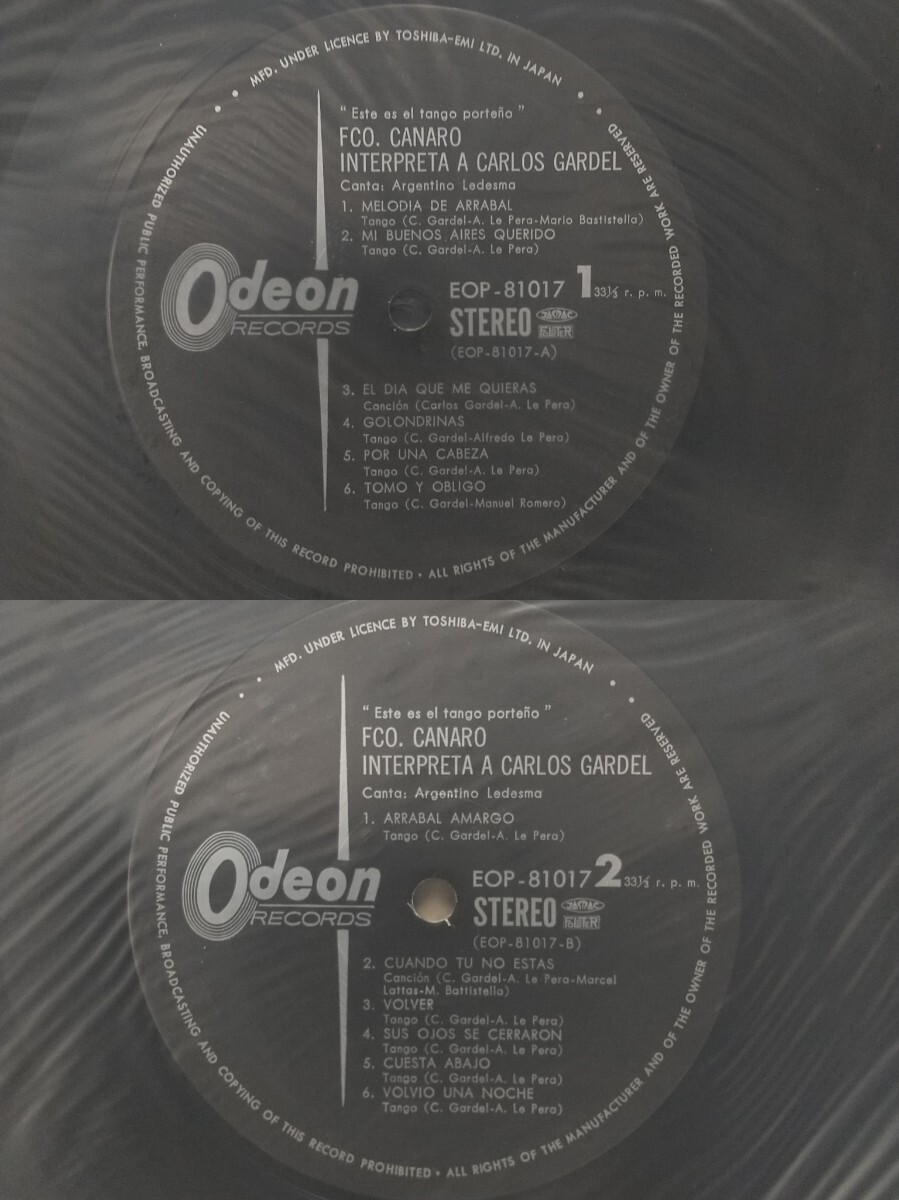 MFD. UNDER LICENCE BY TOSHIBA-EMI LTD. IN JAPAN
" Este es el tango porteño "
FCO. CANARO
INTERPRETA A CARLOS GARDEL
Canta: Argentino Ledesma
1. MELODIA DE ARRABAL
Tango (C. Gardel-A. Le Pera-Mario Bastistella)
2. MI BUENOS AIRES QUERIDO
Tango (C. Gardel-A. Le Pera)
Odeon
RECORDS
EOP-81017 1 33⅓ r. p. m.
STEREO JASRAC
(EOP-81017-A)
3. EL DIA QUE ME QUIERAS
Canción (Carlos Gardel-A. Le Pera)
4. GOLONDRINAS
Tango (C. Gardel-Alfredo Le Pera)
5. POR UNA CABEZA
Tango (C. Gardel-A. Le Pera)
6. TOMO Y OBLIGO
Tango (C. Gardel-Manuel Romero)
UNAUTHORIZED PUBLIC PERFORMANCE, BROADCASTING AND COPYING OF THIS RECORD PROHIBITED • ALL RIGHTS OF THE MANUFACTURER AND OF THE OWNER OF THE RECORDED WORK ARE RESERVED
MFD. UNDER LICENCE BY TOSHIBA-EMI LTD. IN JAPAN
" Este es el tango porteño "
FCO. CANARO
INTERPRETA A CARLOS GARDEL
Canta: Argentino Ledesma
1. ARRABAL AMARGO
Tango (C. Gardel-A. Le Pera)
Odeon
RECORDS
EOP-81017 2 33⅓ r. p. m.
STEREO JASRAC
(EOP-81017-B)
2. CUANDO TU NO ESTAS
Canción (C. Gardel-A. Le Pera-Marcel
Lattas-M. Battistella)
3. VOLVER
Tango (C. Gardel-A. Le Pera)
4. SUS OJOS SE CERRARON
Tango (C. Gardel-A. Le Pera)
5. CUESTA ABAJO
Tango (C. Gardel-A. Le Pera)
6. VOLVIO UNA NOCHE
Tango (C. Gardel-A. Le Pera)
UNAUTHORIZED PUBLIC PERFORMANCE, BROADCASTING AND COPYING OF THIS RECORD PROHIBITED • ALL RIGHTS OF THE MANUFACTURER AND OF THE OWNER OF THE RECORDED WORK ARE RESERVED